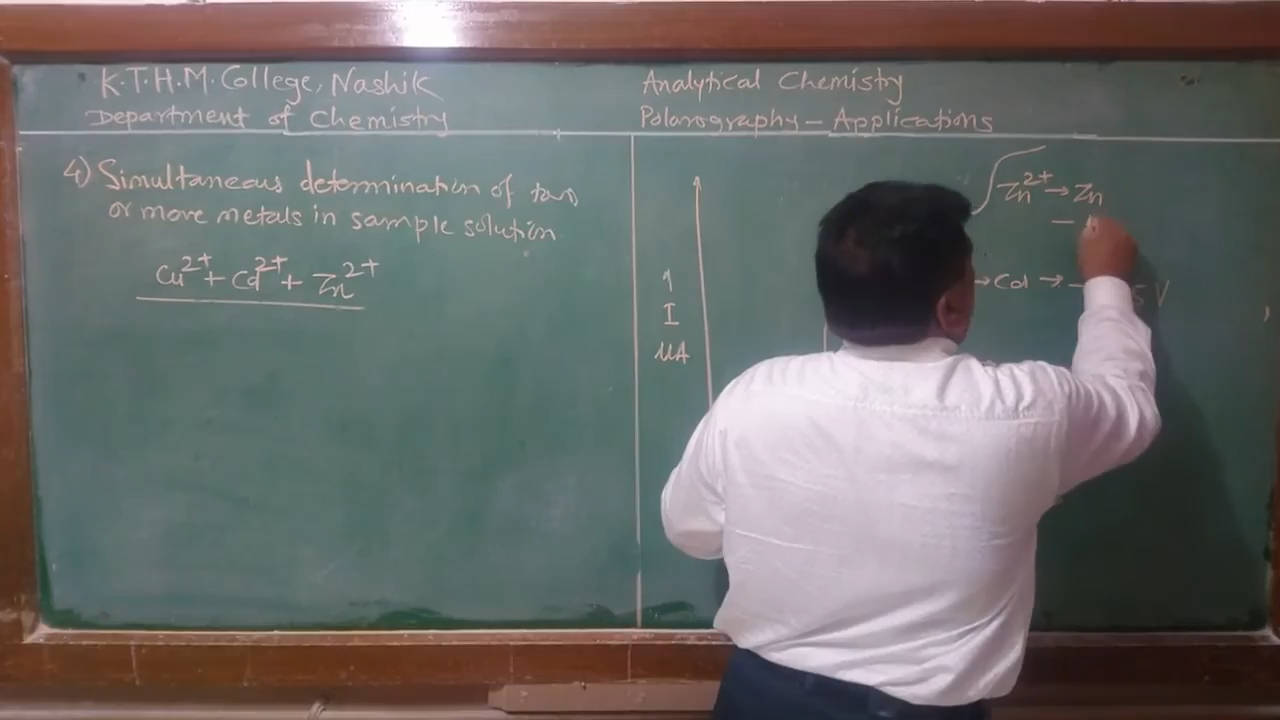 K.T.H.M. College, Nashik
Department of Chemistry
Analytical Chemistry
Polarography – Applications
4) Simultaneous determination of two
or more metals in sample solution
Cu²⁺ + Cd²⁺ + Zn²⁺
↑
I
μA
Zn²⁺ → Zn
–
→ Cd → –
V